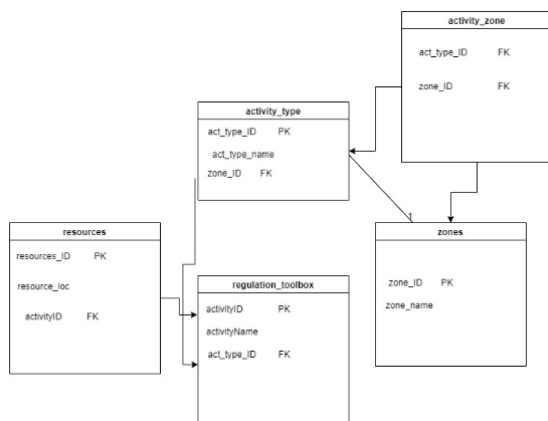 activity_zone
act_type_ID FK
zone_ID FK
activity_type
act_type_ID PK
act_type_name
zone_ID FK
1
resources
resources_ID PK
resource_loc
activityID FK
regulation_toolbox
activityID PK
activityName
act_type_ID FK
zones
zone_ID PK
zone_name